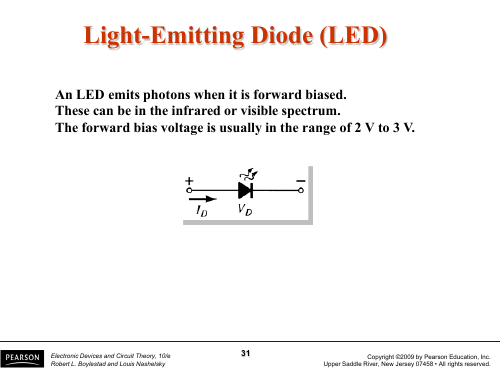 Light-Emitting Diode (LED)
An LED emits photons when it is forward biased.
These can be in the infrared or visible spectrum.
The forward bias voltage is usually in the range of 2 V to 3 V.
+ −
I_D V_D
PEARSON
Electronic Devices and Circuit Theory, 10/e
Robert L. Boylestad and Louis Nashelsky
31
Copyright ©2009 by Pearson Education, Inc.
Upper Saddle River, New Jersey 07458 • All rights reserved.